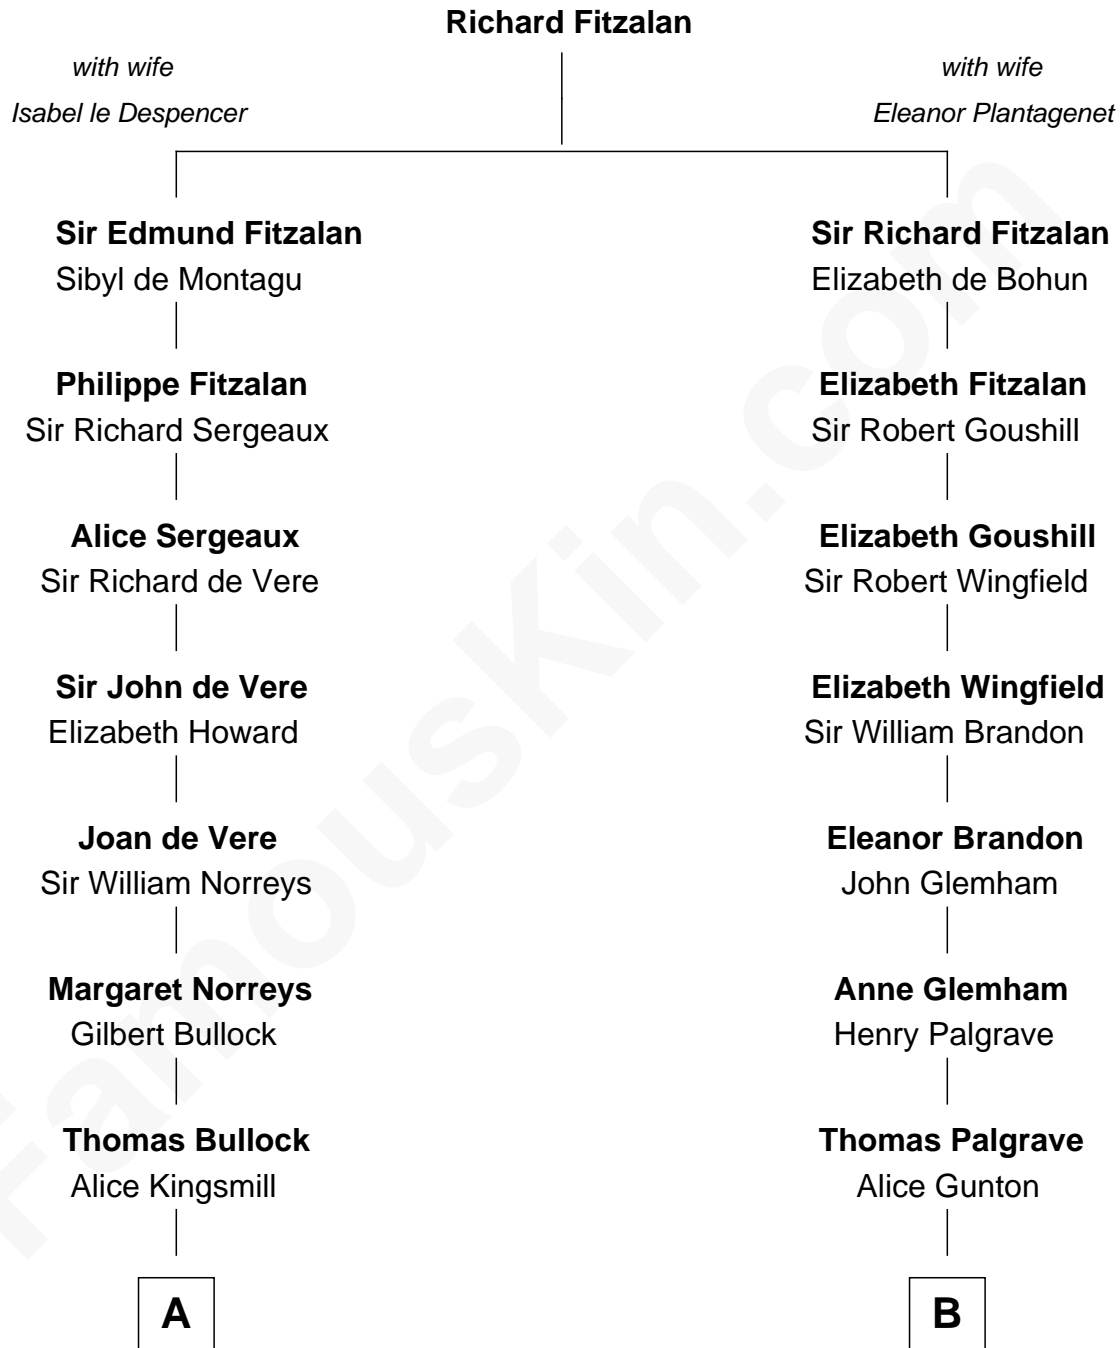 Richard Fitzalan
with wife
Isabel le Despencer
with wife
Eleanor Plantagenet
Sir Edmund Fitzalan
Sibyl de Montagu
Philippe Fitzalan
Sir Richard Sergeaux
Alice Sergeaux
Sir Richard de Vere
Sir John de Vere
Elizabeth Howard
Joan de Vere
Sir William Norreys
Margaret Norreys
Gilbert Bullock
Thomas Bullock
Alice Kingsmill
A
Sir Richard Fitzalan
Elizabeth de Bohun
Elizabeth Fitzalan
Sir Robert Goushill
Elizabeth Goushill
Sir Robert Wingfield
Elizabeth Wingfield
Sir William Brandon
Eleanor Brandon
John Glemham
Anne Glemham
Henry Palgrave
Thomas Palgrave
Alice Gunton
B
FamousKin.com